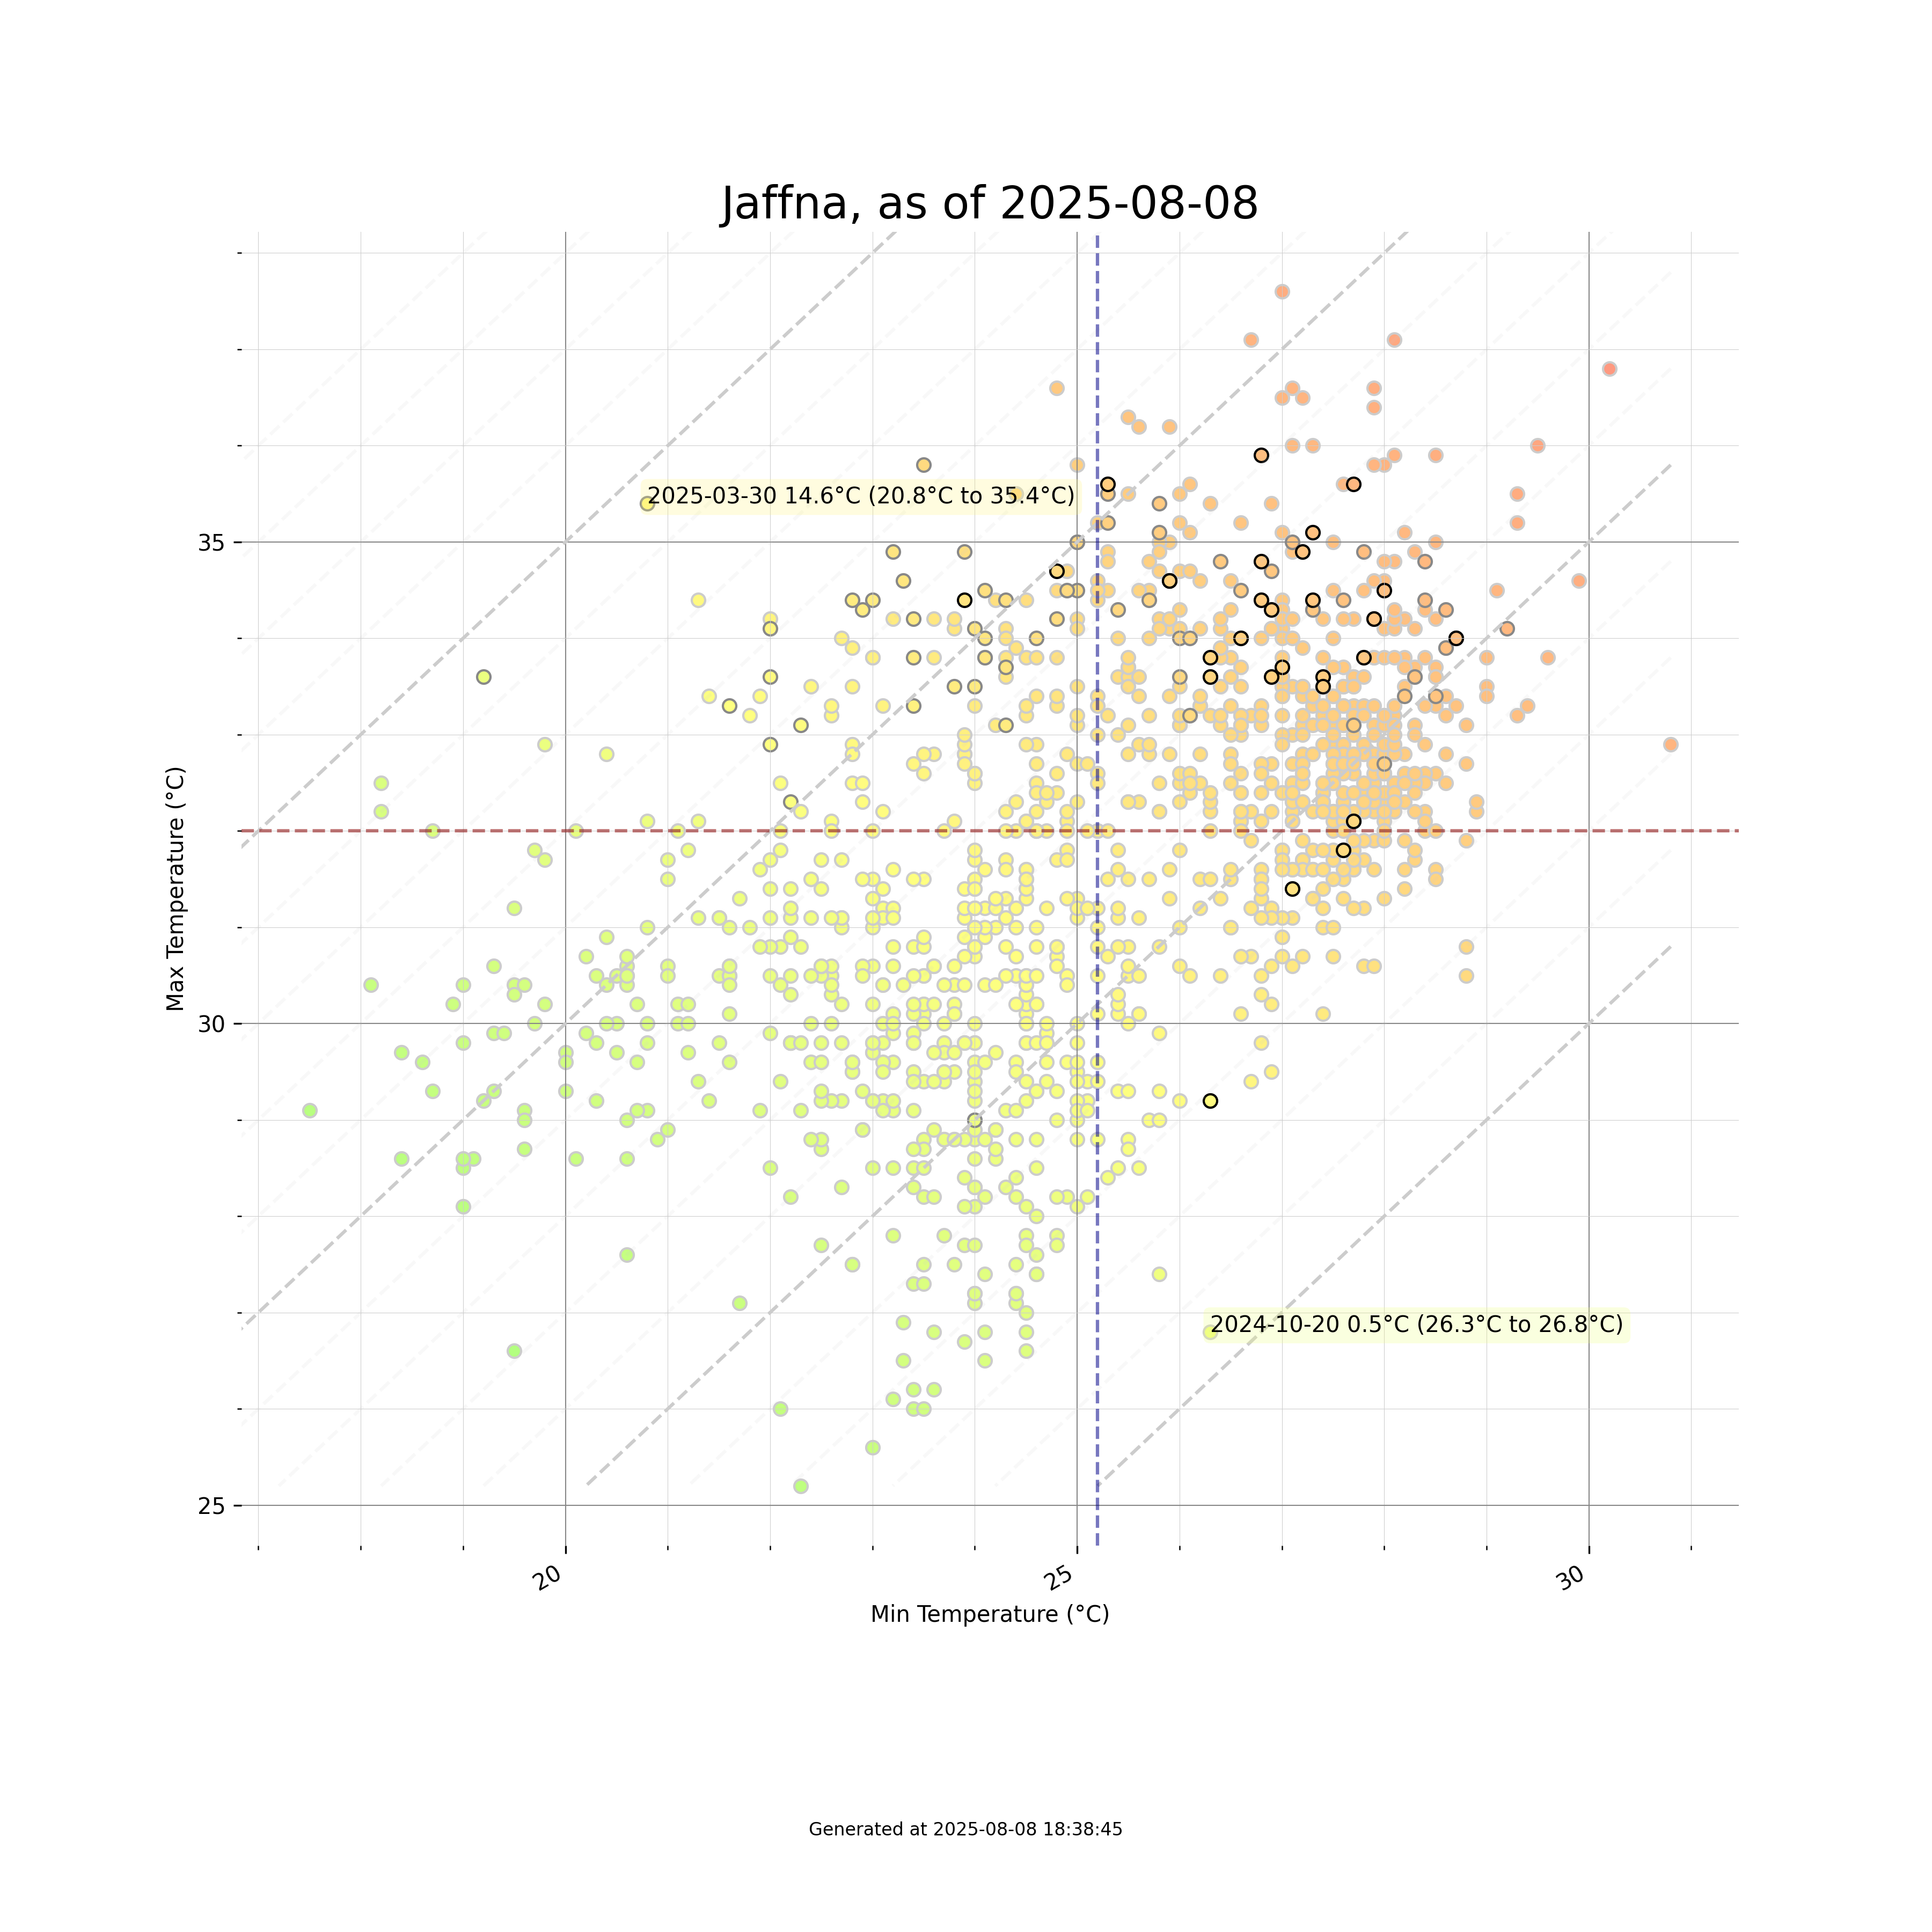 Jaffna, as of 2025-08-08
2025-03-30 14.6°C (20.8°C to 35.4°C)
35
Max Temperature (°C)
30
2024-10-20 0.5°C (26.3°C to 26.8°C)
25
20
25
30
Min Temperature (°C)
Generated at 2025-08-08 18:38:45